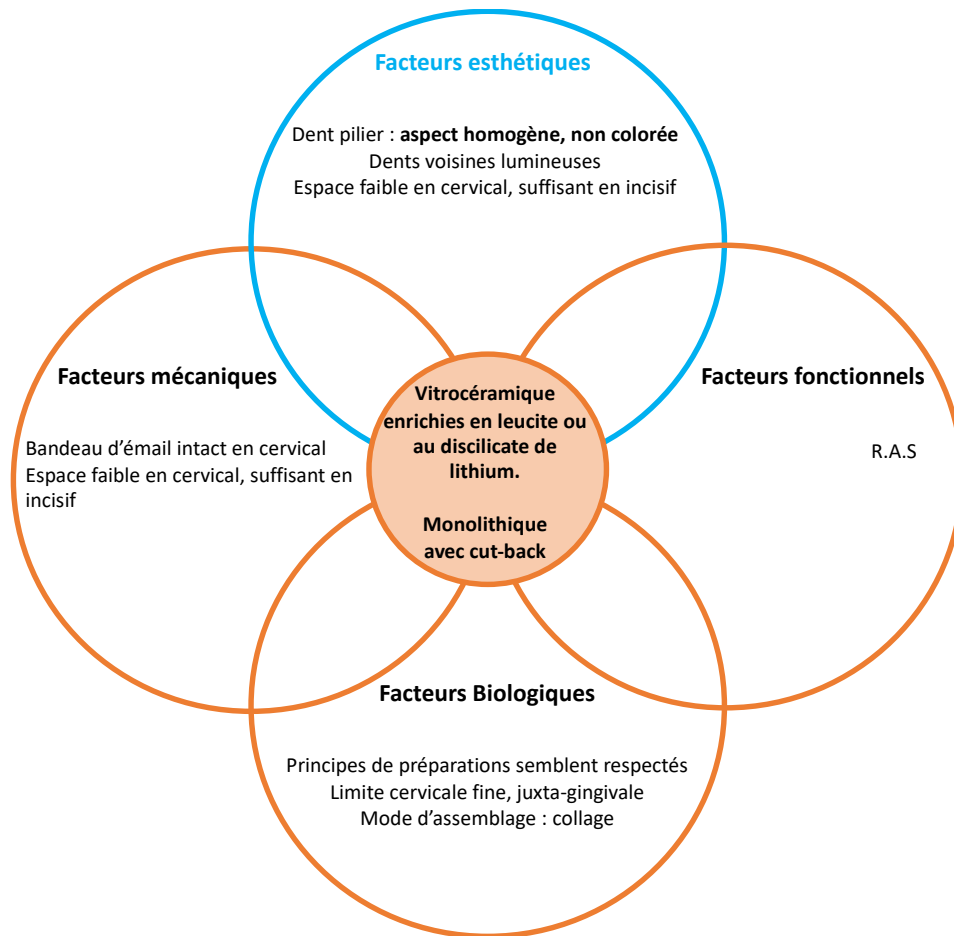 Facteurs esthétiques
Dent pilier : aspect homogène, non colorée
Dents voisines lumineuses
Espace faible en cervical, suffisant en incisif
Facteurs mécaniques
Bandeau d’émail intact en cervical
Espace faible en cervical, suffisant en
incisif
Vitrocéramique
enrichies en leucite ou
au discilicate de
lithium.
Monolithique
avec cut-back
Facteurs fonctionnels
R.A.S
Facteurs Biologiques
Principes de préparations semblent respectés
Limite cervicale fine, juxta-gingivale
Mode d’assemblage : collage